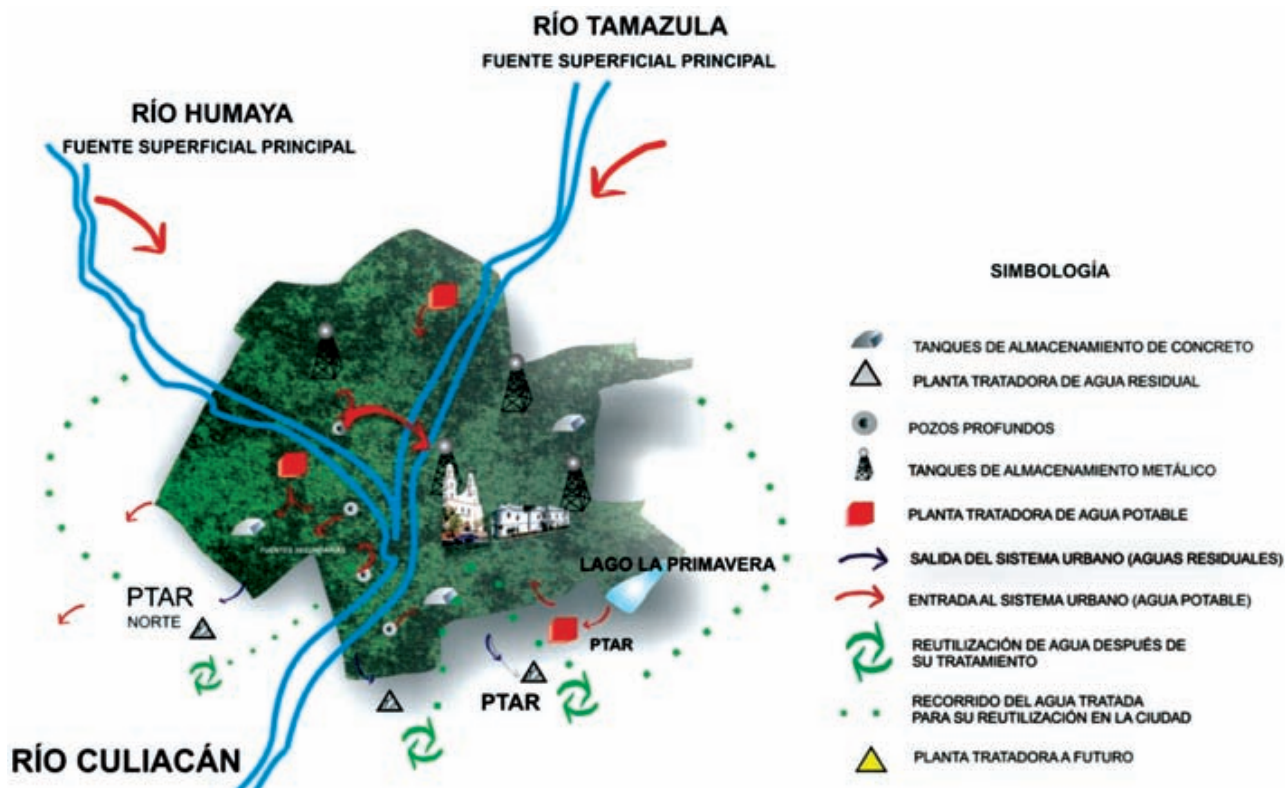 RÍO TAMAZULA
FUENTE SUPERFICIAL PRINCIPAL
RÍO HUMAYA
FUENTE SUPERFICIAL PRINCIPAL
FUENTES SECUNDARIAS
LAGO LA PRIMAVERA
PTAR
NORTE
PTAR
PTAR
RÍO CULIACÁN
SIMBOLOGÍA
TANQUES DE ALMACENAMIENTO DE CONCRETO
PLANTA TRATADORA DE AGUA RESIDUAL
POZOS PROFUNDOS
TANQUES DE ALMACENAMIENTO METÁLICO
PLANTA TRATADORA DE AGUA POTABLE
SALIDA DEL SISTEMA URBANO (AGUAS RESIDUALES)
ENTRADA AL SISTEMA URBANO (AGUA POTABLE)
REUTILIZACIÓN DE AGUA DESPUÉS DE
SU TRATAMIENTO
RECORRIDO DEL AGUA TRATADA
PARA SU REUTILIZACIÓN EN LA CIUDAD
PLANTA TRATADORA A FUTURO